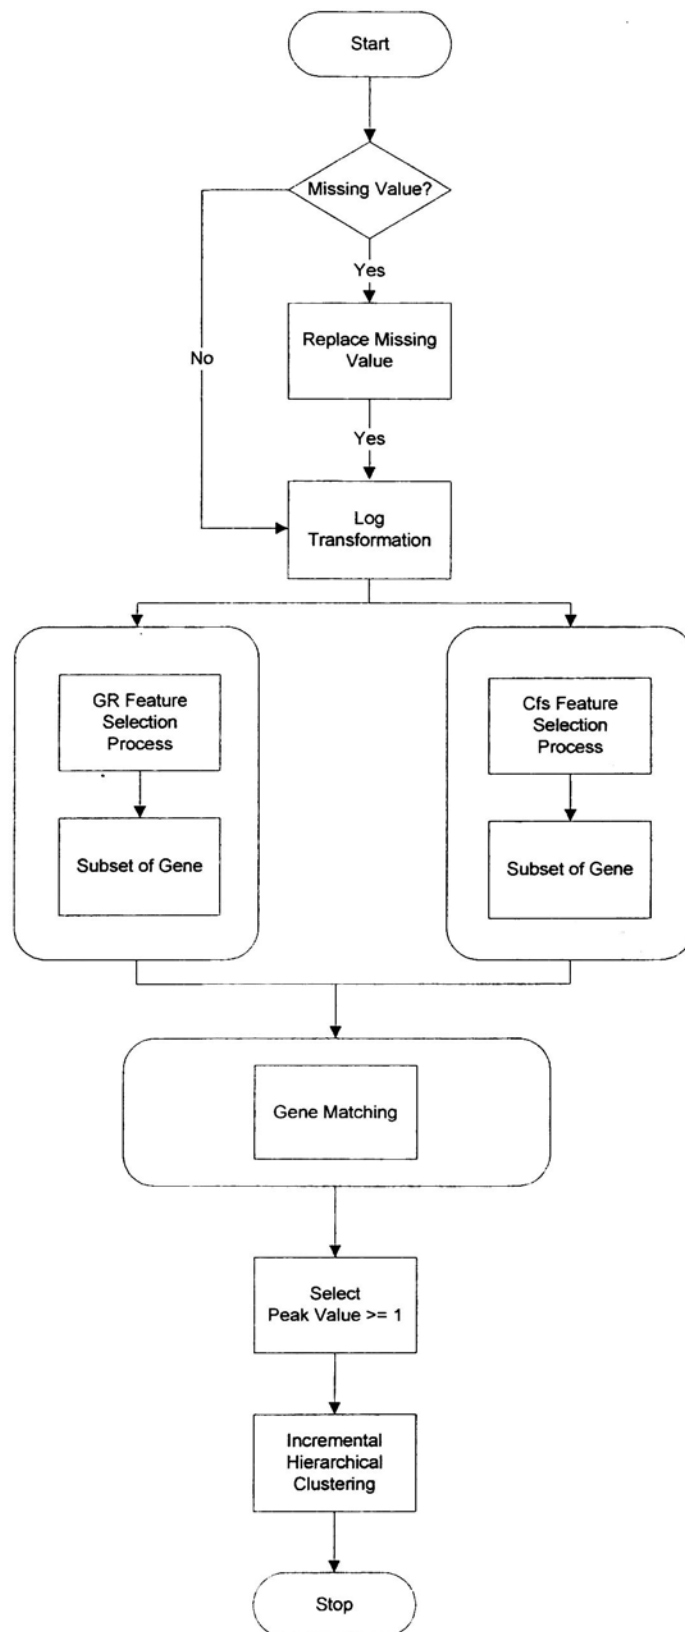 Start
Missing Value?
Yes
Replace Missing
Value
No
Yes
Log
Transformation
GR Feature
Selection
Process
Subset of Gene
Cfs Feature
Selection
Process
Subset of Gene
Gene Matching
Select
Peak Value >= 1
Incremental
Hierarchical
Clustering
Stop